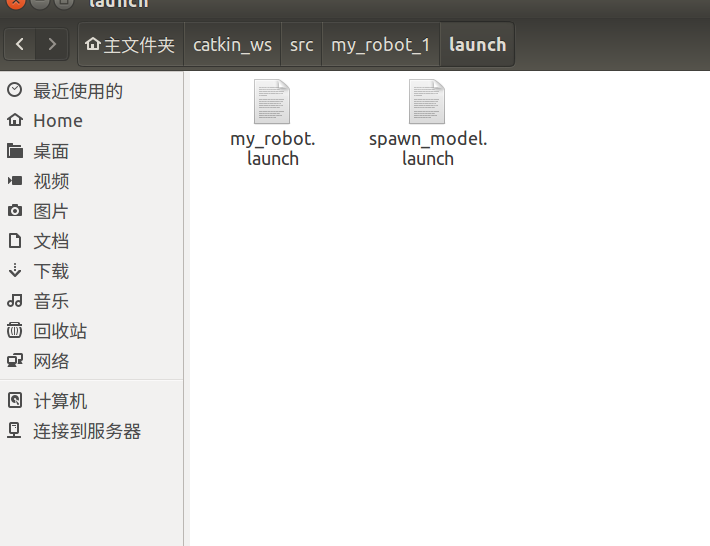 launch
主文件夹 catkin_ws src my_robot_1 launch
最近使用的
Home
桌面
视频
图片
文档
下载
音乐
回收站
网络
计算机
连接到服务器
my_robot.
launch
spawn_model.
launch